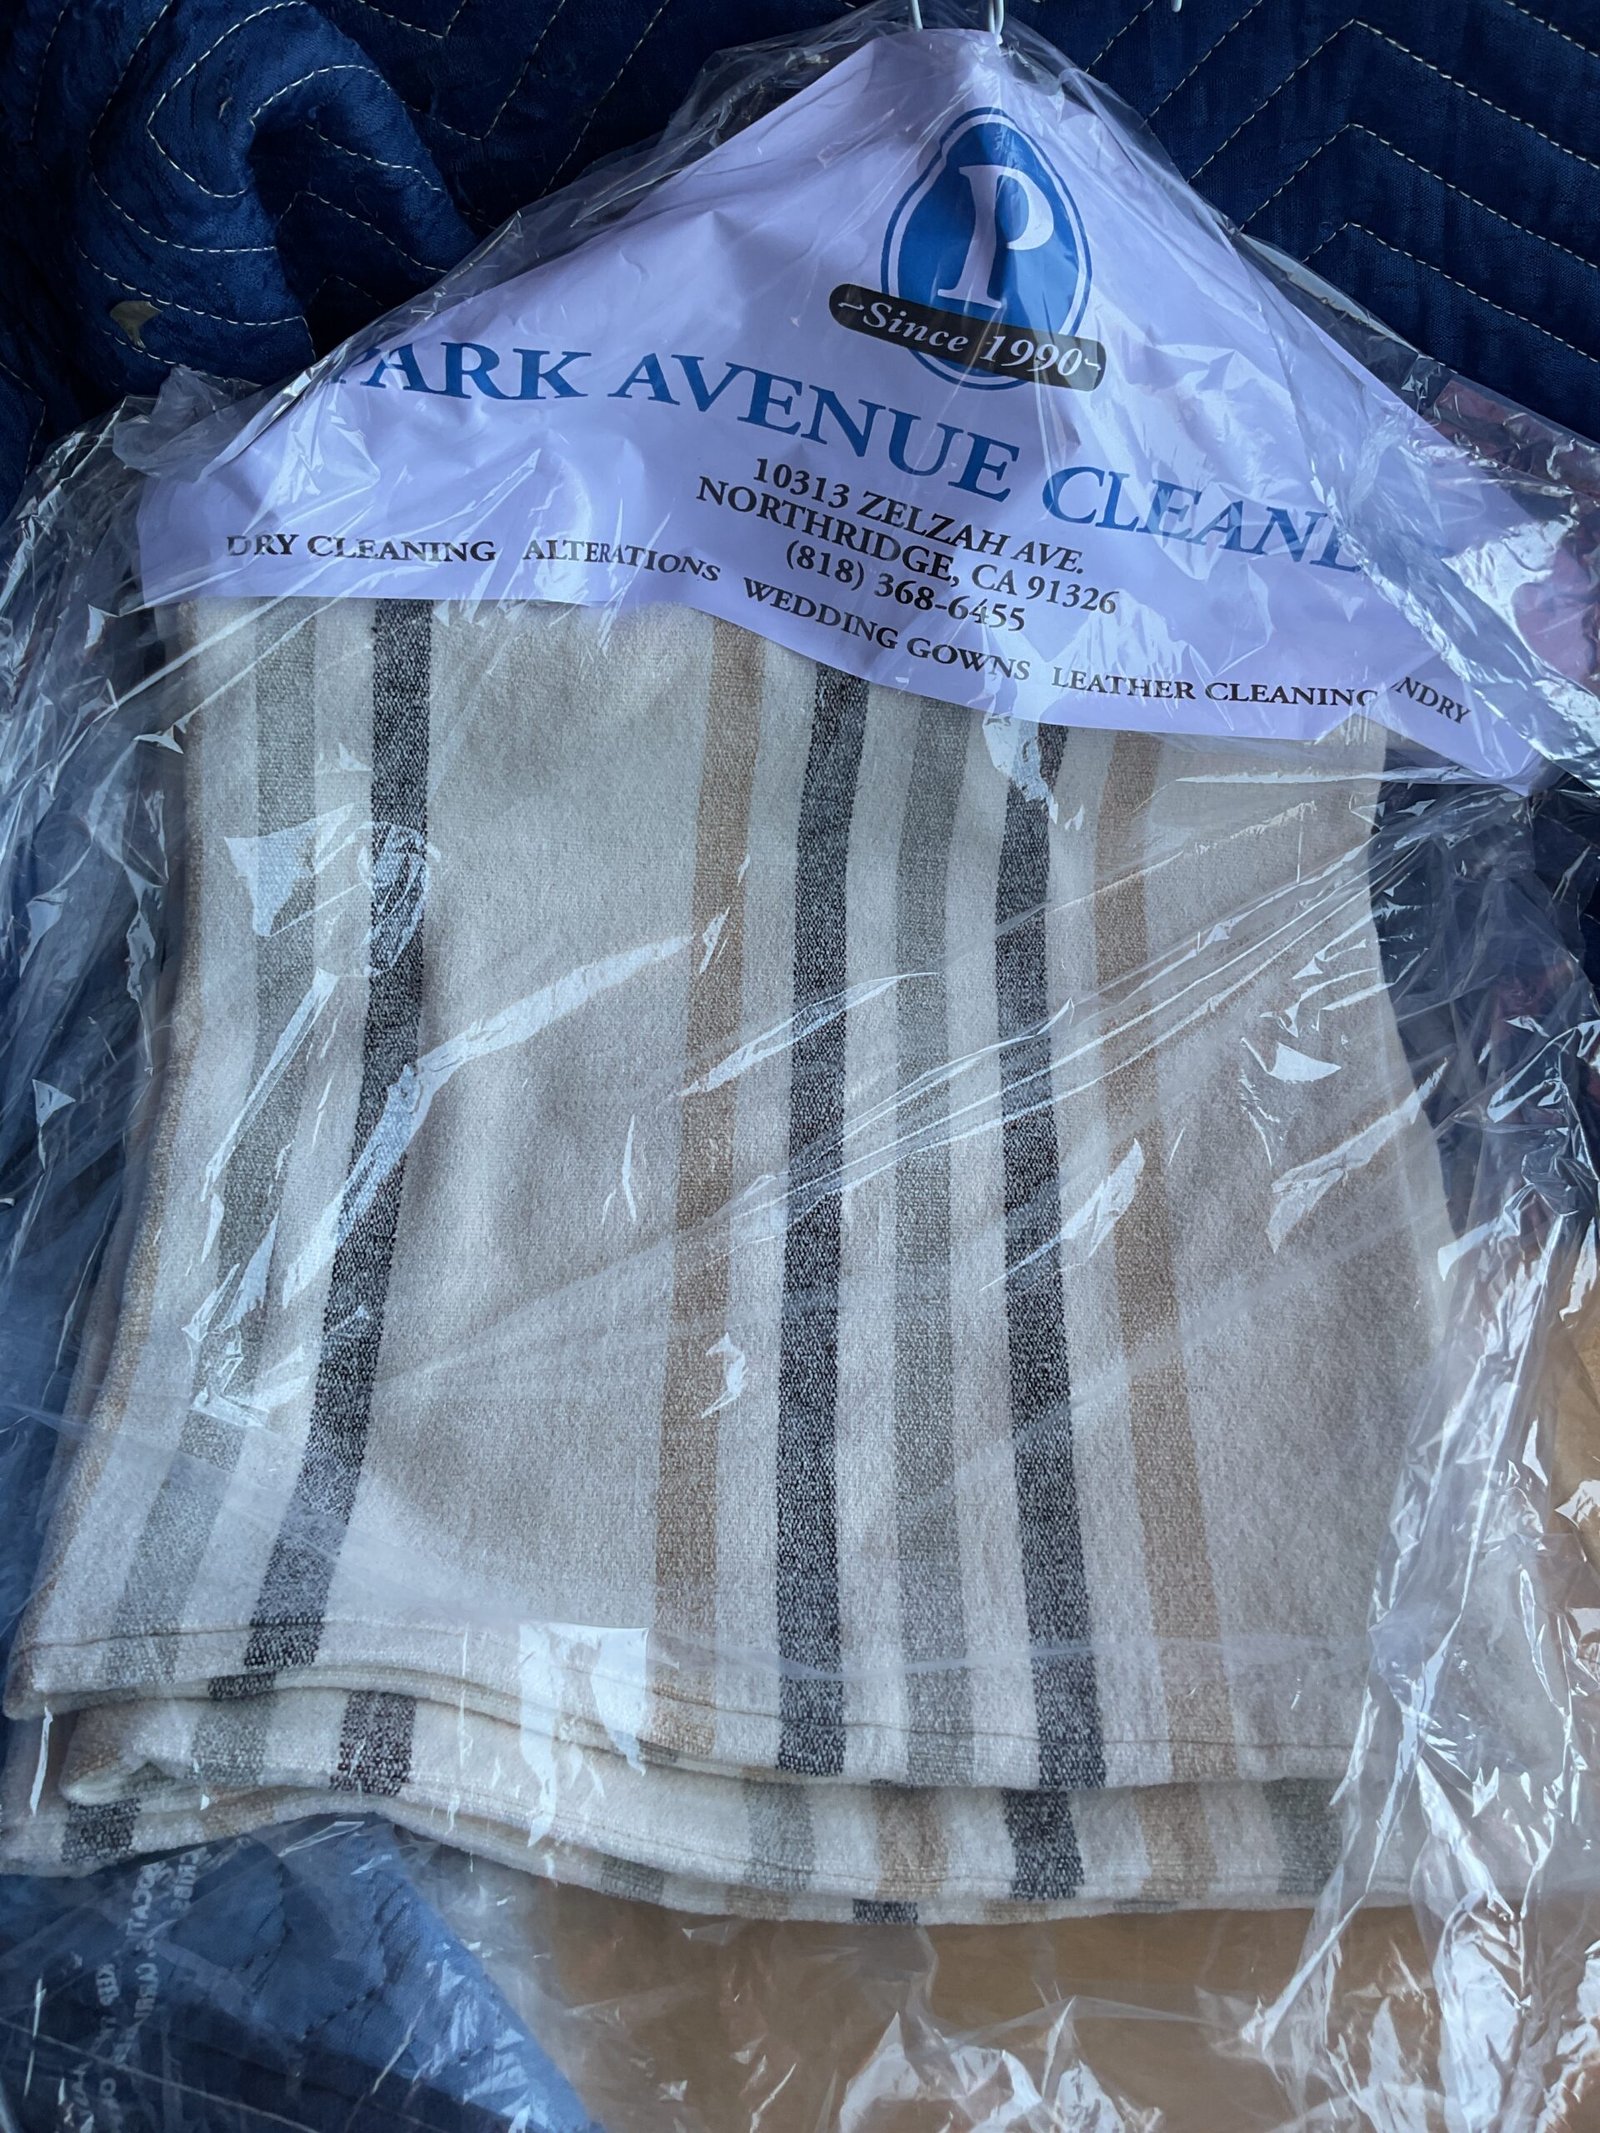 P
~Since 1990~
PARK AVENUE CLEANE
10313 ZELZAH AVE.
NORTHRIDGE, CA 91326
(818) 368-6455
DRY CLEANING ALTERATIONS WEDDING GOWNS LEATHER CLEANING NDRY